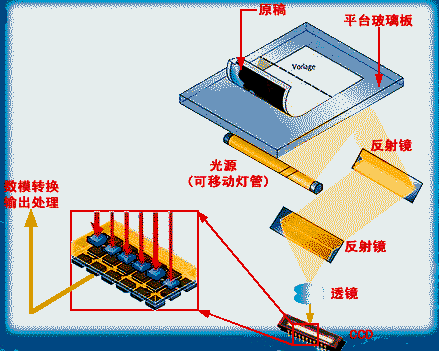 原稿
平台玻璃板
Vorlage
反射镜
光源
（可移动灯管）
数模转换
输出处理
反射镜
透镜
CCD